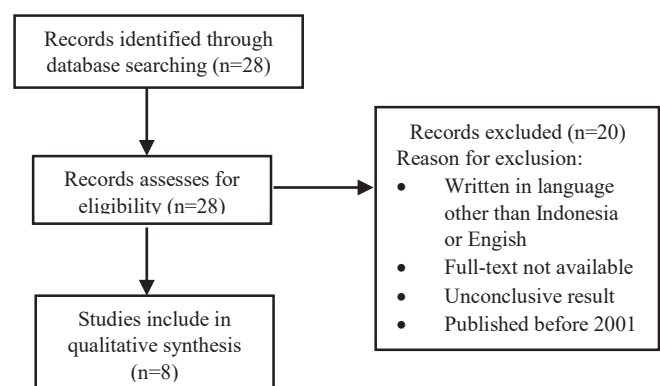 Records identified through
database searching (n=28)
Records assesses for
eligibility (n=28)
Records excluded (n=20)
Reason for exclusion:
• Written in language
other than Indonesia
or Engish
• Full-text not available
• Unconclusive result
• Published before 2001
Studies include in
qualitative synthesis
(n=8)